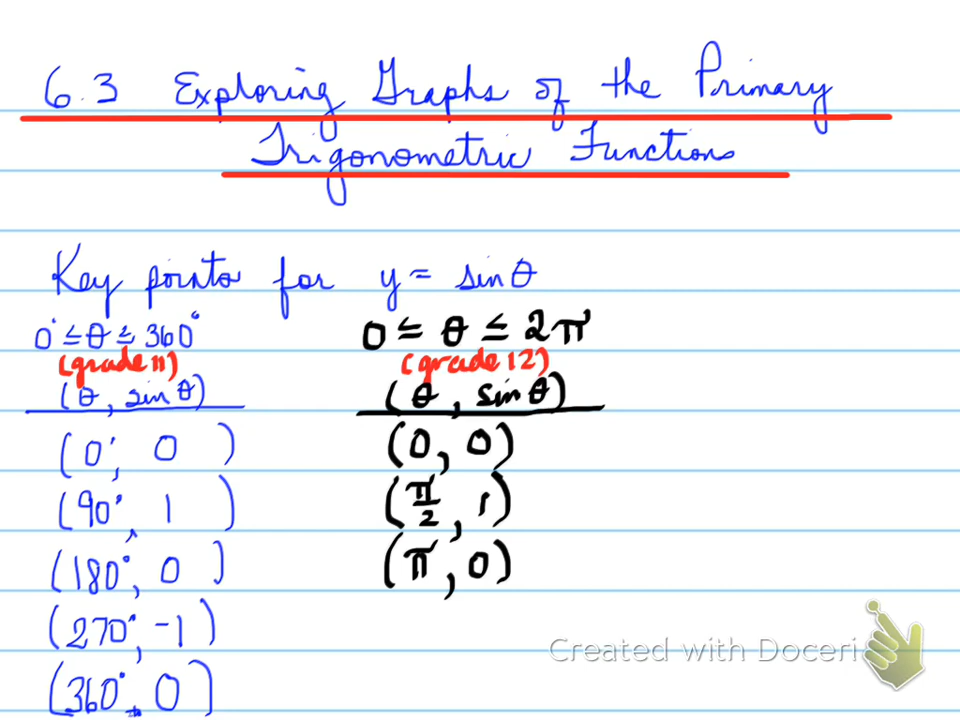 6.3 Exploring Graphs of the Primary
Trigonometric Functions
Key points for y = sin θ
0° ≤ θ ≤ 360°
(grade 11)
(θ, sin θ)
(0°, 0)
(90°, 1)
(180°, 0)
(270°, -1)
(360°, 0)
0 ≤ θ ≤ 2π
(grade 12)
(θ, sin θ)
(0, 0)
(π/2, 1)
(π, 0)
Created with Doceri